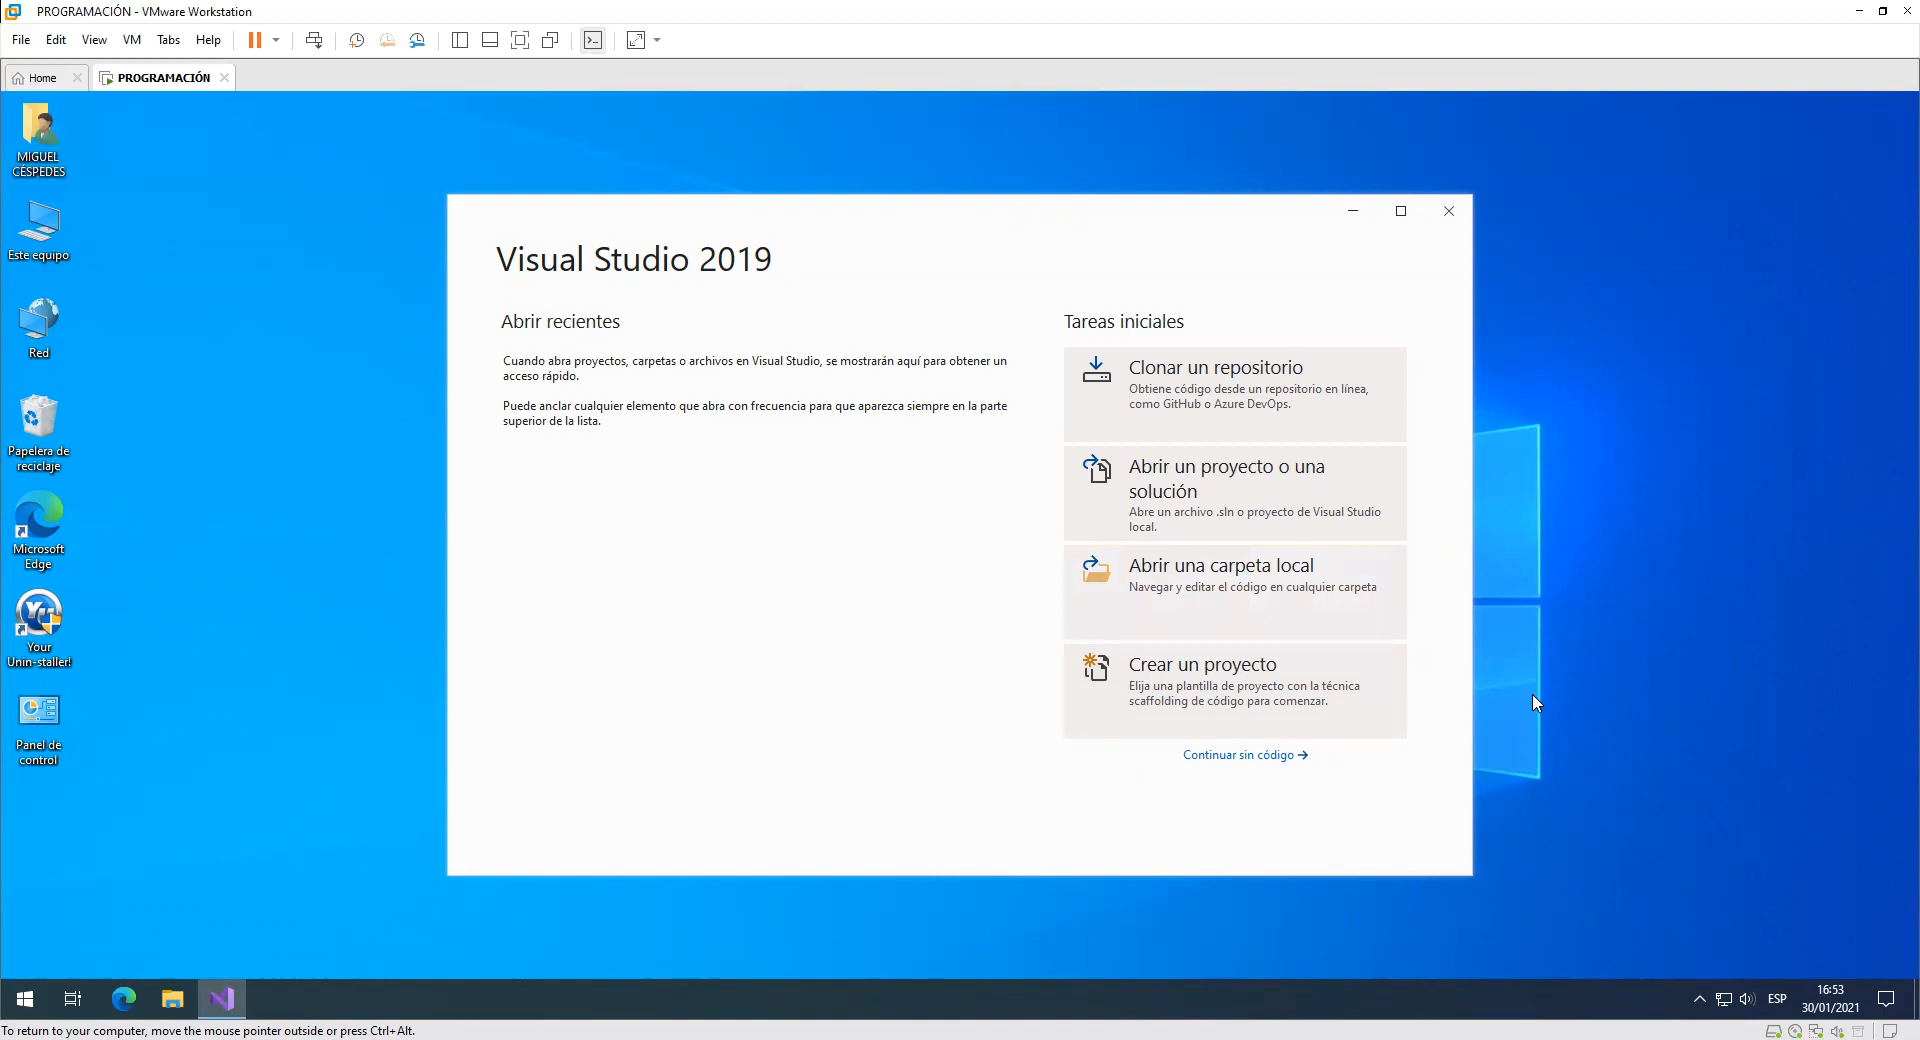 PROGRAMACIÓN - VMware Workstation
File Edit View VM Tabs Help
Home
PROGRAMACIÓN
MIGUEL
CÉSPEDES
Este equipo
Red
Papelera de
reciclaje
Microsoft
Edge
Your
Unin-staller!
Panel de
control
Visual Studio 2019
Abrir recientes
Cuando abra proyectos, carpetas o archivos en Visual Studio, se mostrarán aquí para obtener un
acceso rápido.
Puede anclar cualquier elemento que abra con frecuencia para que aparezca siempre en la parte
superior de la lista.
Tareas iniciales
Clonar un repositorio
Obtiene código desde un repositorio en línea,
como GitHub o Azure DevOps.
Abrir un proyecto o una
solución
Abre un archivo .sln o proyecto de Visual Studio
local.
Abrir una carpeta local
Navegar y editar el código en cualquier carpeta
Crear un proyecto
Elija una plantilla de proyecto con la técnica
scaffolding de código para comenzar.
Continuar sin código →
ESP
16:53
30/01/2021
To return to your computer, move the mouse pointer outside or press Ctrl+Alt.